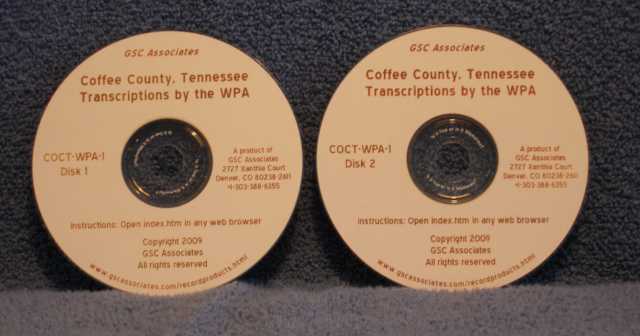 GSC Associates
Coffee County, Tennessee
Transcriptions by the WPA
COCT-WPA-1
Disk 1
A product of
GSC Associates
2727 Xanthia Court
Denver, CO 80238-2611
+1-303-388-6355
Instructions: Open index.htm in any web browser
Copyright 2009
GSC Associates
All rights reserved
www.gscassociates.com/recordproducts.html
GSC Associates
Coffee County, Tennessee
Transcriptions by the WPA
COCT-WPA-1
Disk 2
A product of
GSC Associates
2727 Xanthia Court
Denver, CO 80238-2611
+1-303-388-6355
Instructions: Open index.htm in any web browser
Copyright 2009
GSC Associates
All rights reserved
www.gscassociates.com/recordproducts.html